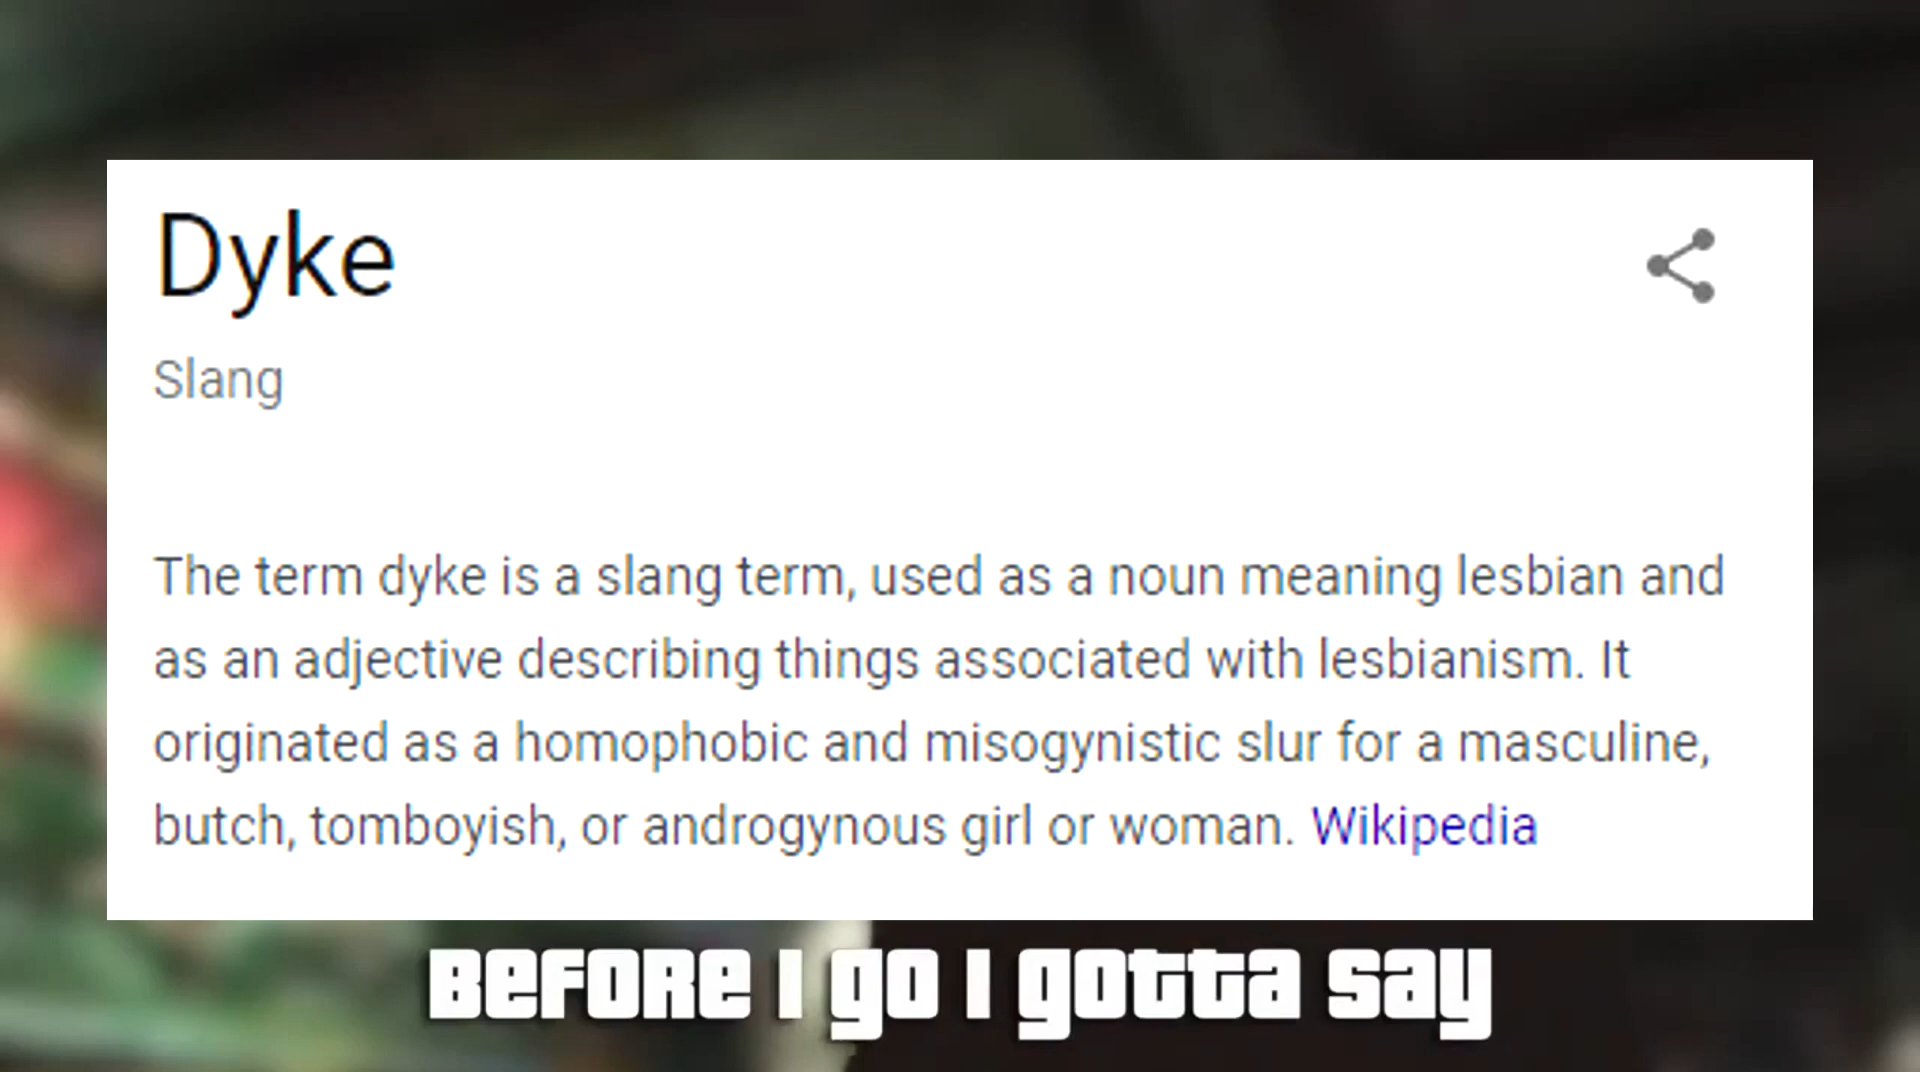 Dyke
Slang
The term dyke is a slang term, used as a noun meaning lesbian and
as an adjective describing things associated with lesbianism. It
originated as a homophobic and misogynistic slur for a masculine,
butch, tomboyish, or androgynous girl or woman. Wikipedia
BEFORE I GO I GOTTA SAY